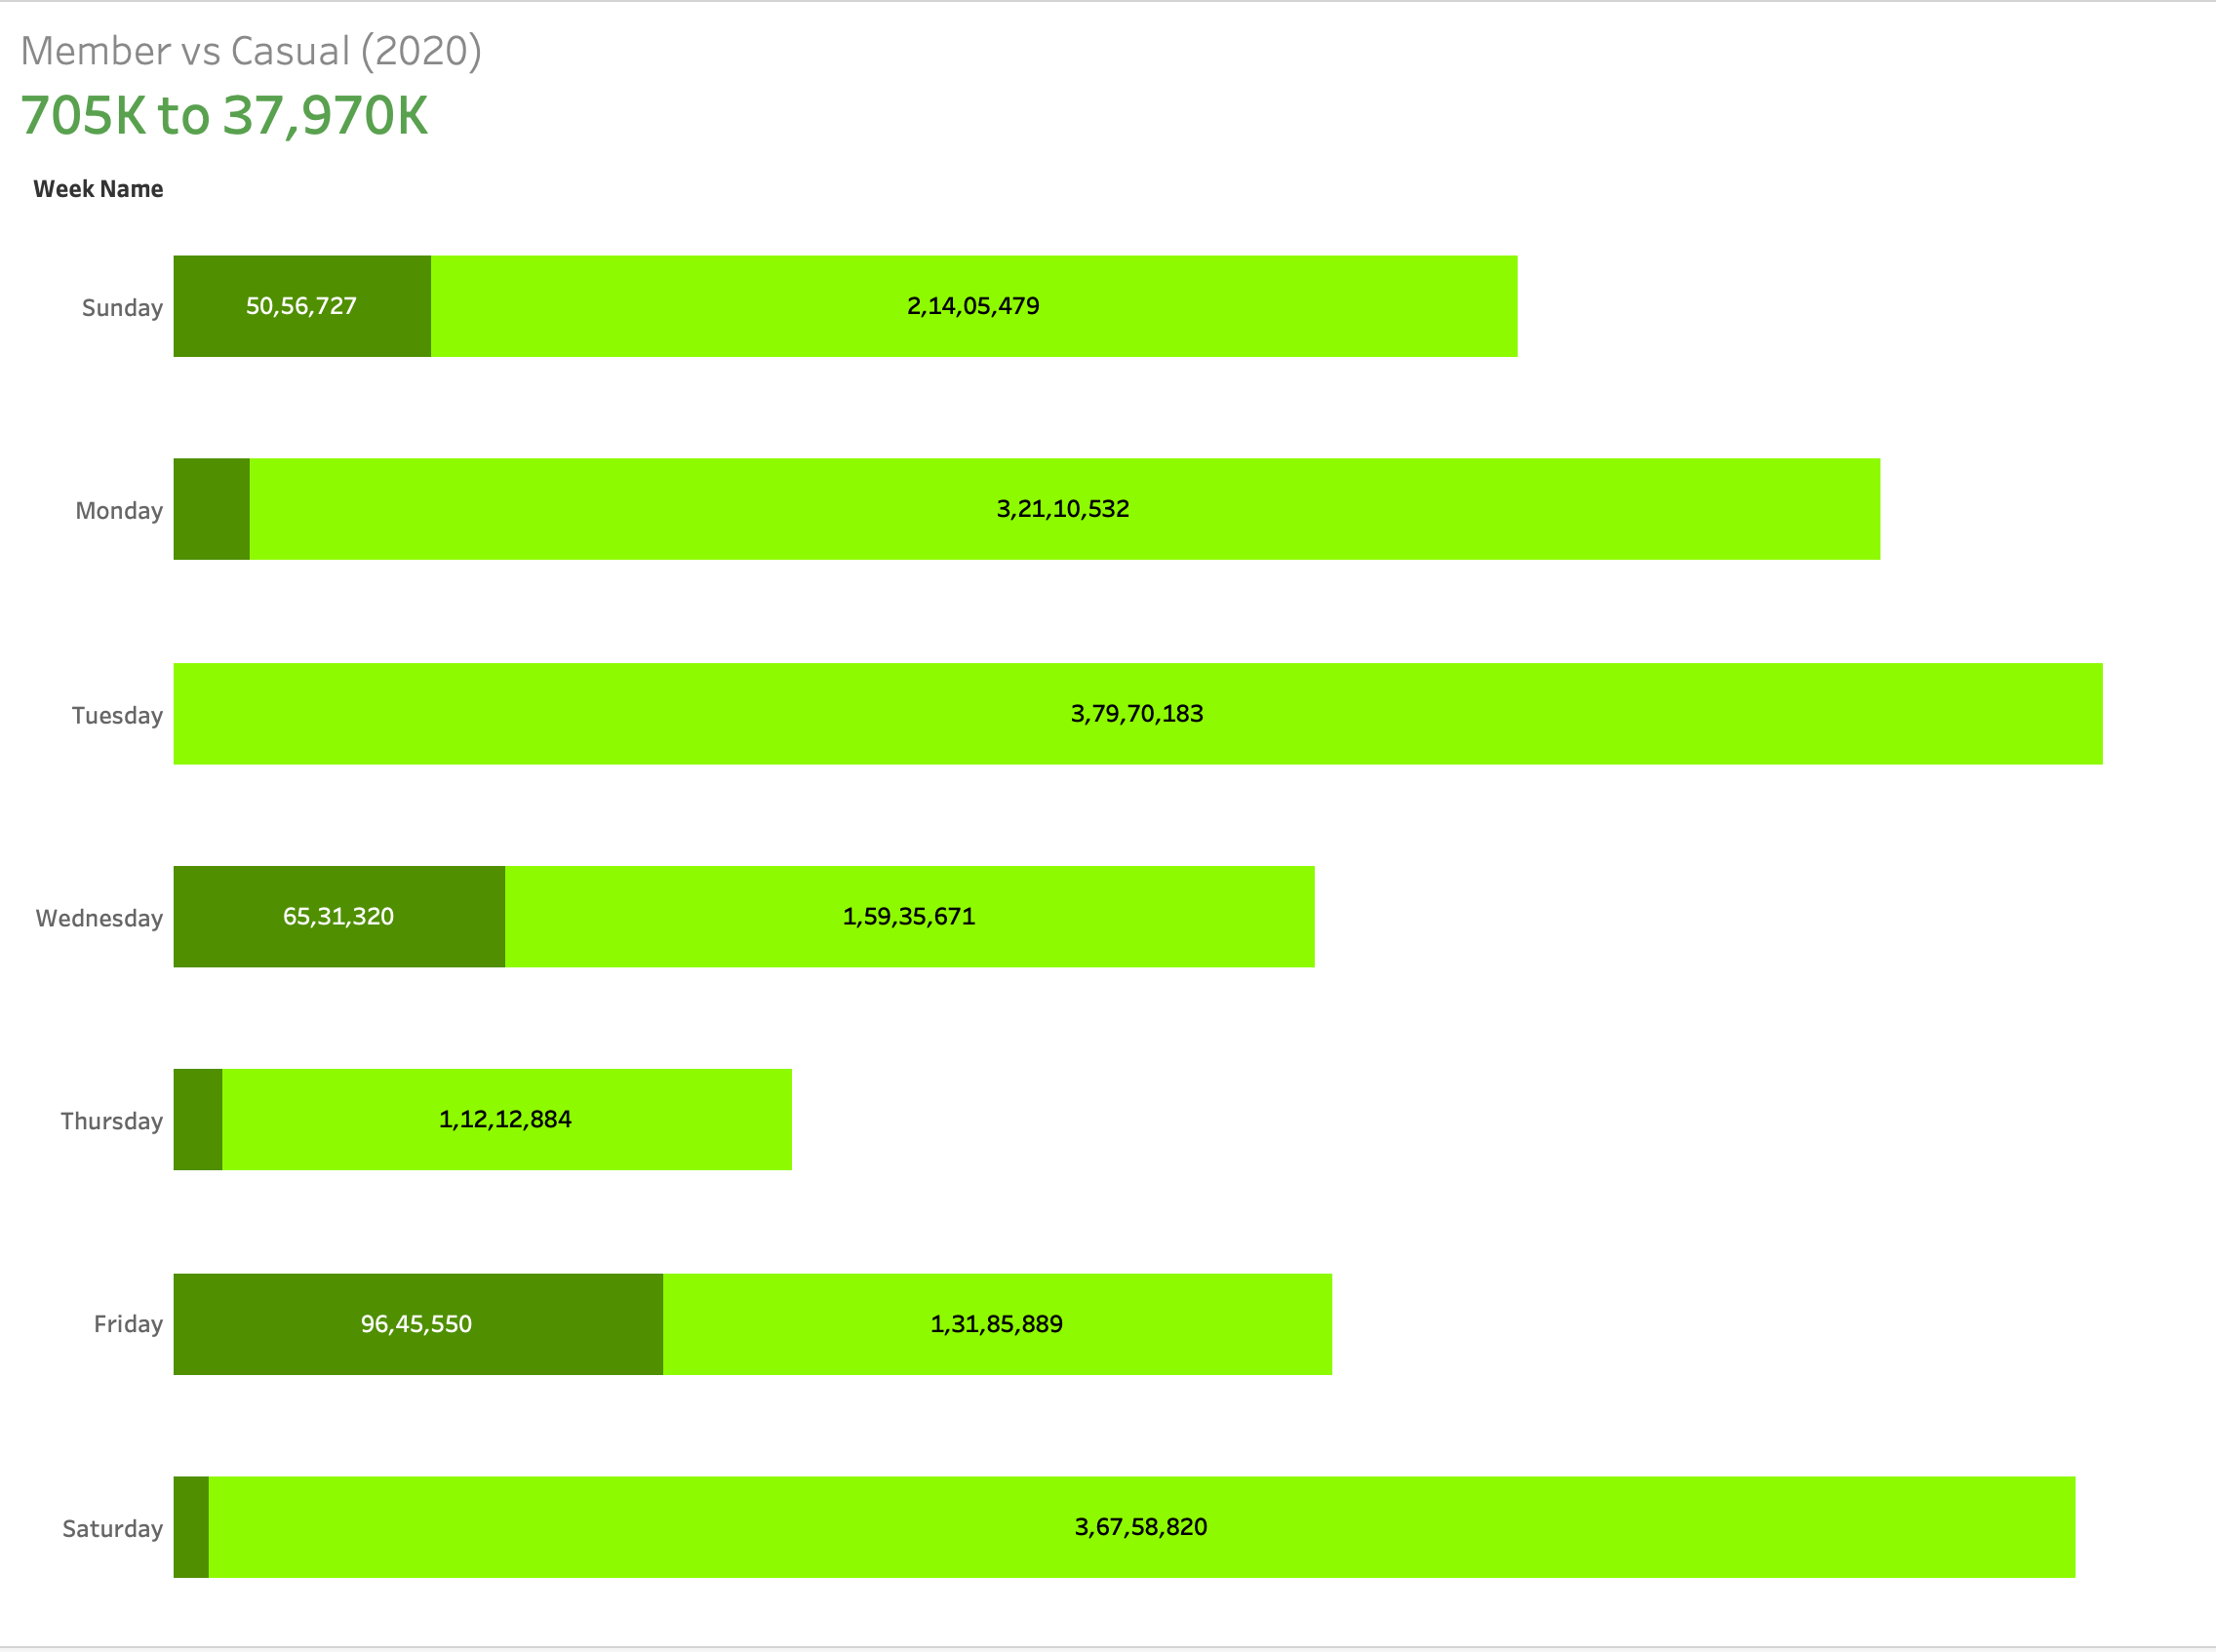 Member vs Casual (2020)
705K to 37,970K
Week Name
Sunday 50,56,727 2,14,05,479
Monday 3,21,10,532
Tuesday 3,79,70,183
Wednesday 65,31,320 1,59,35,671
Thursday 1,12,12,884
Friday 96,45,550 1,31,85,889
Saturday 3,67,58,820